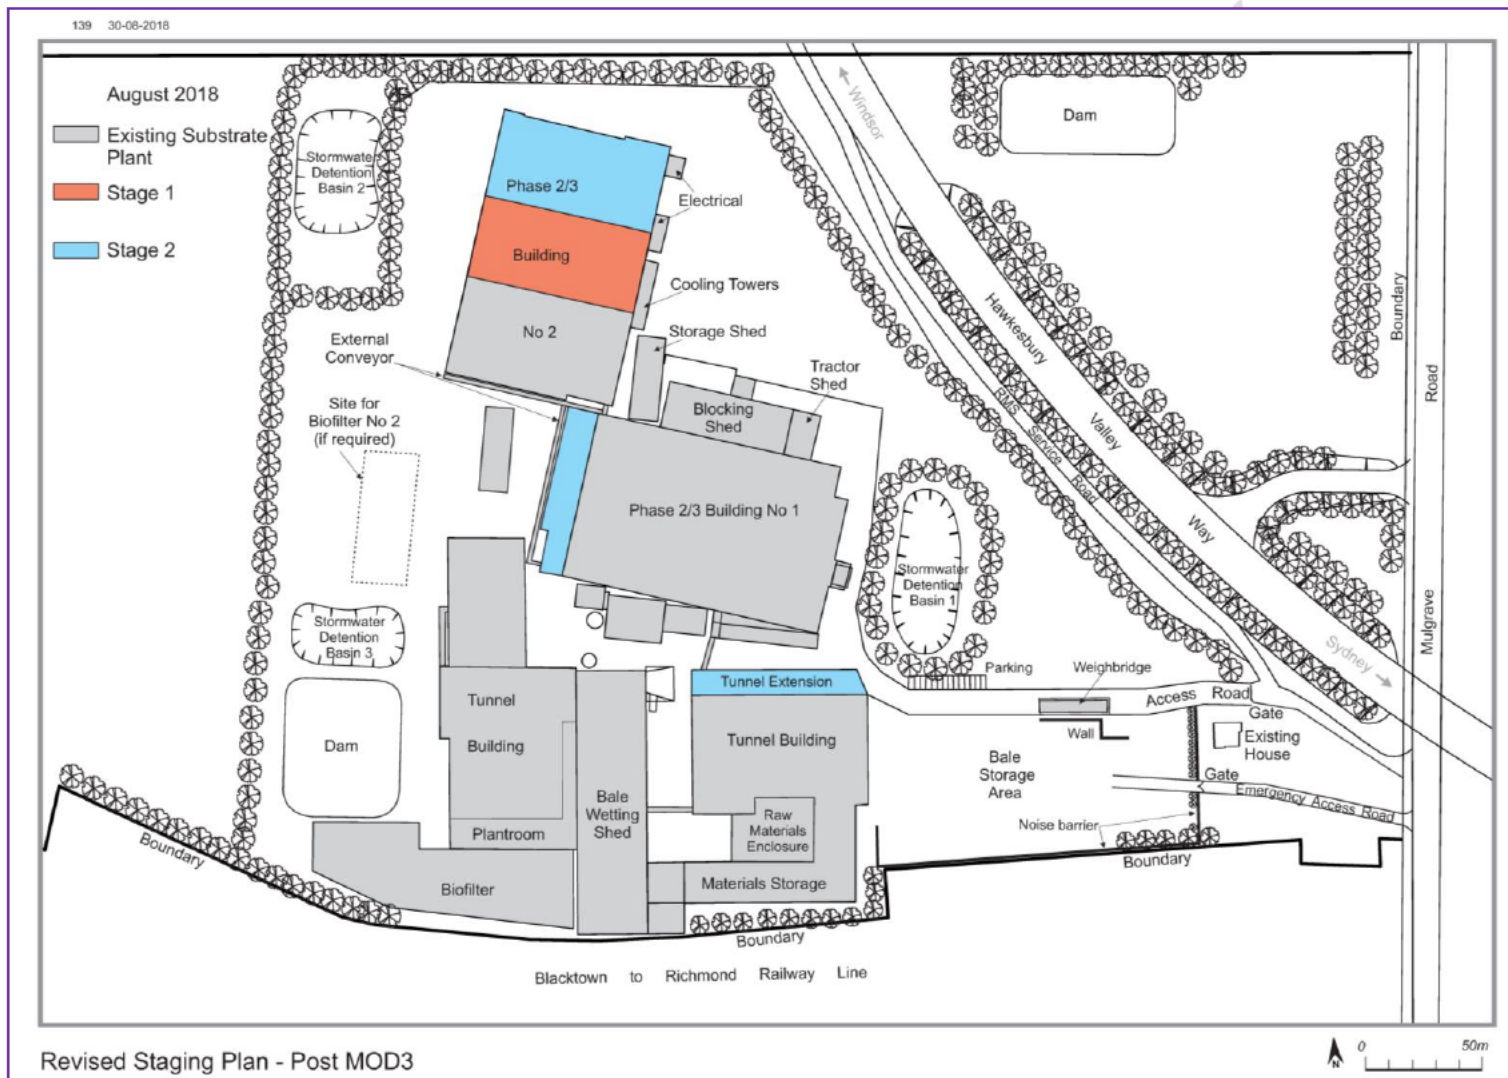 139 30-08-2018
August 2018
Existing Substrate
Plant
Stage 1
Stage 2
Stormwater
Detention
Basin 2
Phase 2/3
Building
No 2
Electrical
Cooling Towers
Storage Shed
External
Conveyor
Tractor
Shed
Blocking
Shed
Site for
Biofilter No 2
(if required)
Phase 2/3 Building No 1
Windsor
Dam
Hawkesbury
Valley
Way
RMS Service Road
Boundary
Road
Mulgrave
Sydney
Stormwater
Detention
Basin 1
Stormwater
Detention
Basin 3
Dam
Tunnel
Building
Plantroom
Biofilter
Bale
Wetting
Shed
Tunnel Extension
Tunnel Building
Raw
Materials
Enclosure
Materials Storage
Parking
Weighbridge
Access Road
Wall
Gate
Existing
House
Bale
Storage
Area
Gate
Emergency Access Road
Noise barrier
Boundary
Boundary
Boundary
Blacktown to Richmond Railway Line
Revised Staging Plan - Post MOD3
N
0 50m